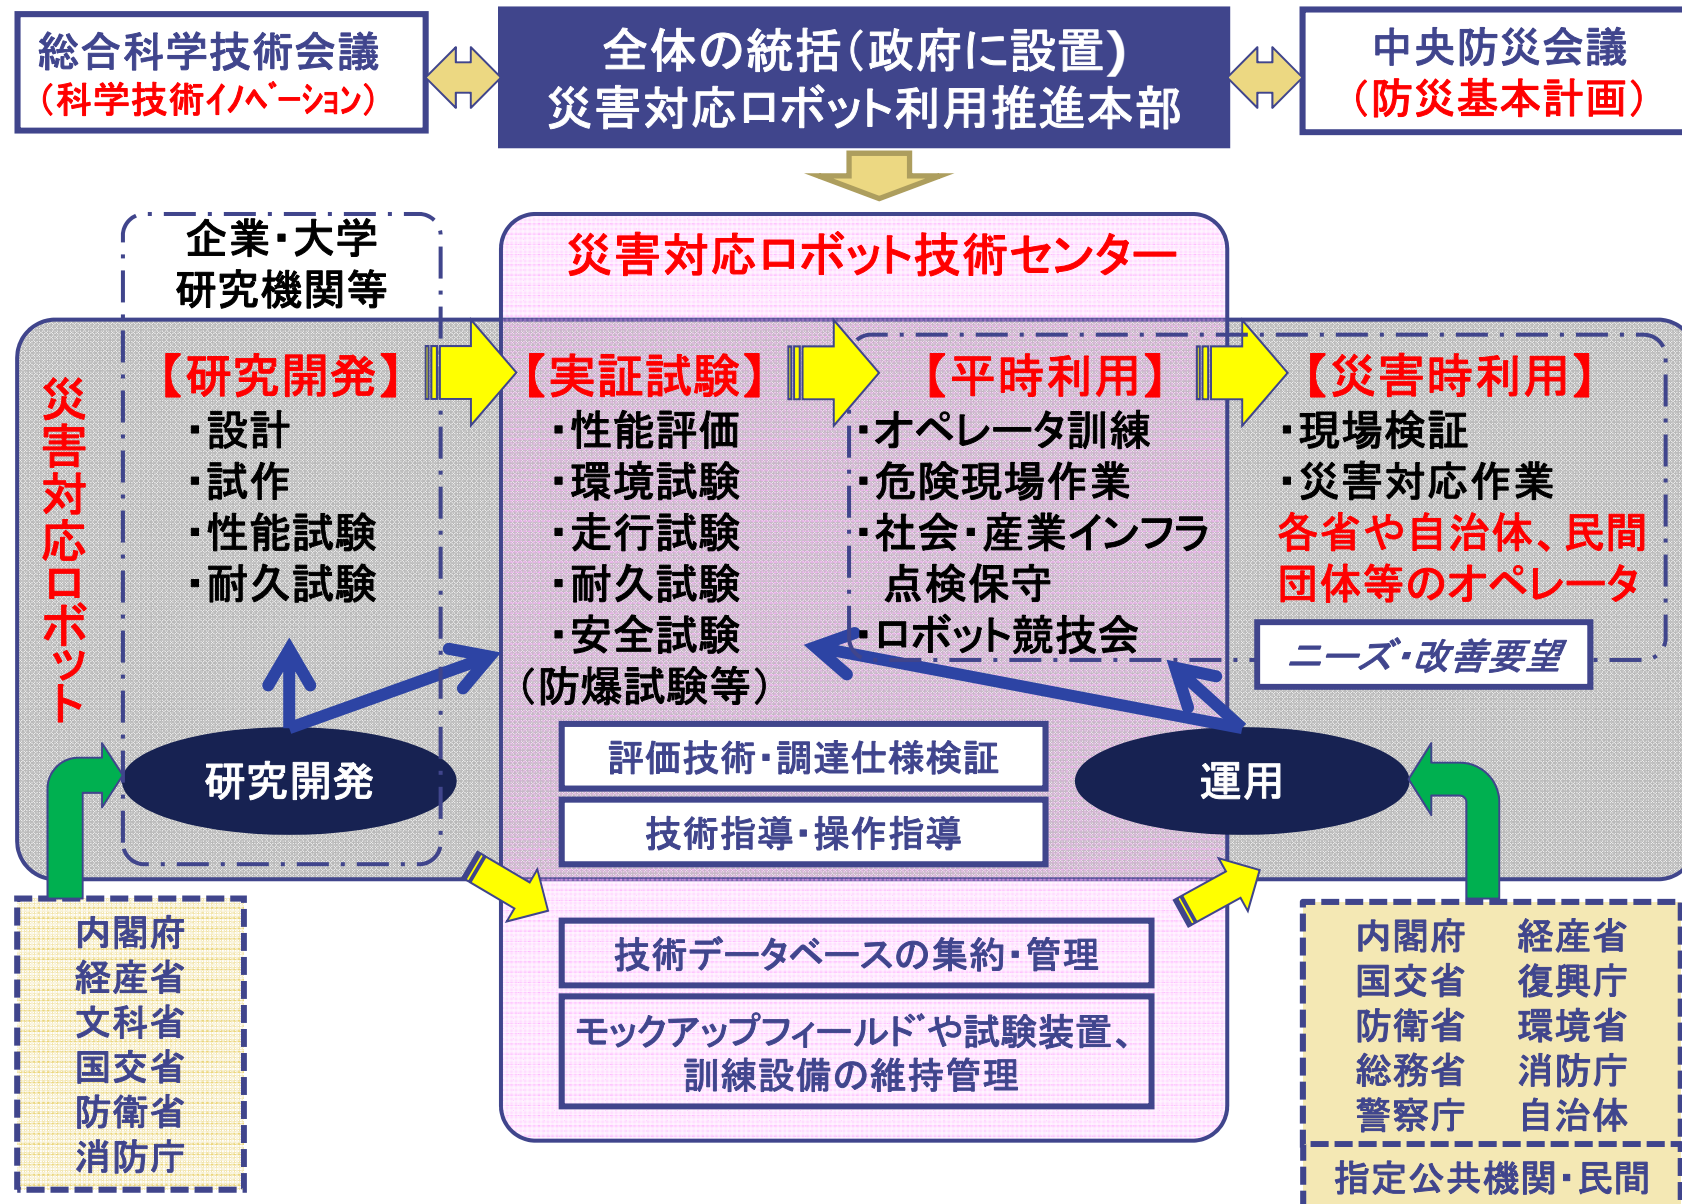 総合科学技術会議
(科学技術イノベーション)
全体の統括(政府に設置)
災害対応ロボット利用推進本部
中央防災会議
(防災基本計画)
企業・大学
研究機関等
災害対応ロボット技術センター
災害対応ロボット
【研究開発】
・設計
・試作
・性能試験
・耐久試験
【実証試験】
・性能評価
・環境試験
・走行試験
・耐久試験
・安全試験
(防爆試験等)
【平時利用】
・オペレータ訓練
・危険現場作業
・社会・産業インフラ
点検保守
・ロボット競技会
【災害時利用】
・現場検証
・災害対応作業
各省や自治体、民間
団体等のオペレータ
ニーズ・改善要望
研究開発
評価技術・調達仕様検証
技術指導・操作指導
運用
技術データベースの集約・管理
モックアップフィールドや試験装置、
訓練設備の維持管理
内閣府
経産省
文科省
国交省
防衛省
消防庁
内閣府 経産省
国交省 復興庁
防衛省 環境省
総務省 消防庁
警察庁 自治体
指定公共機関・民間